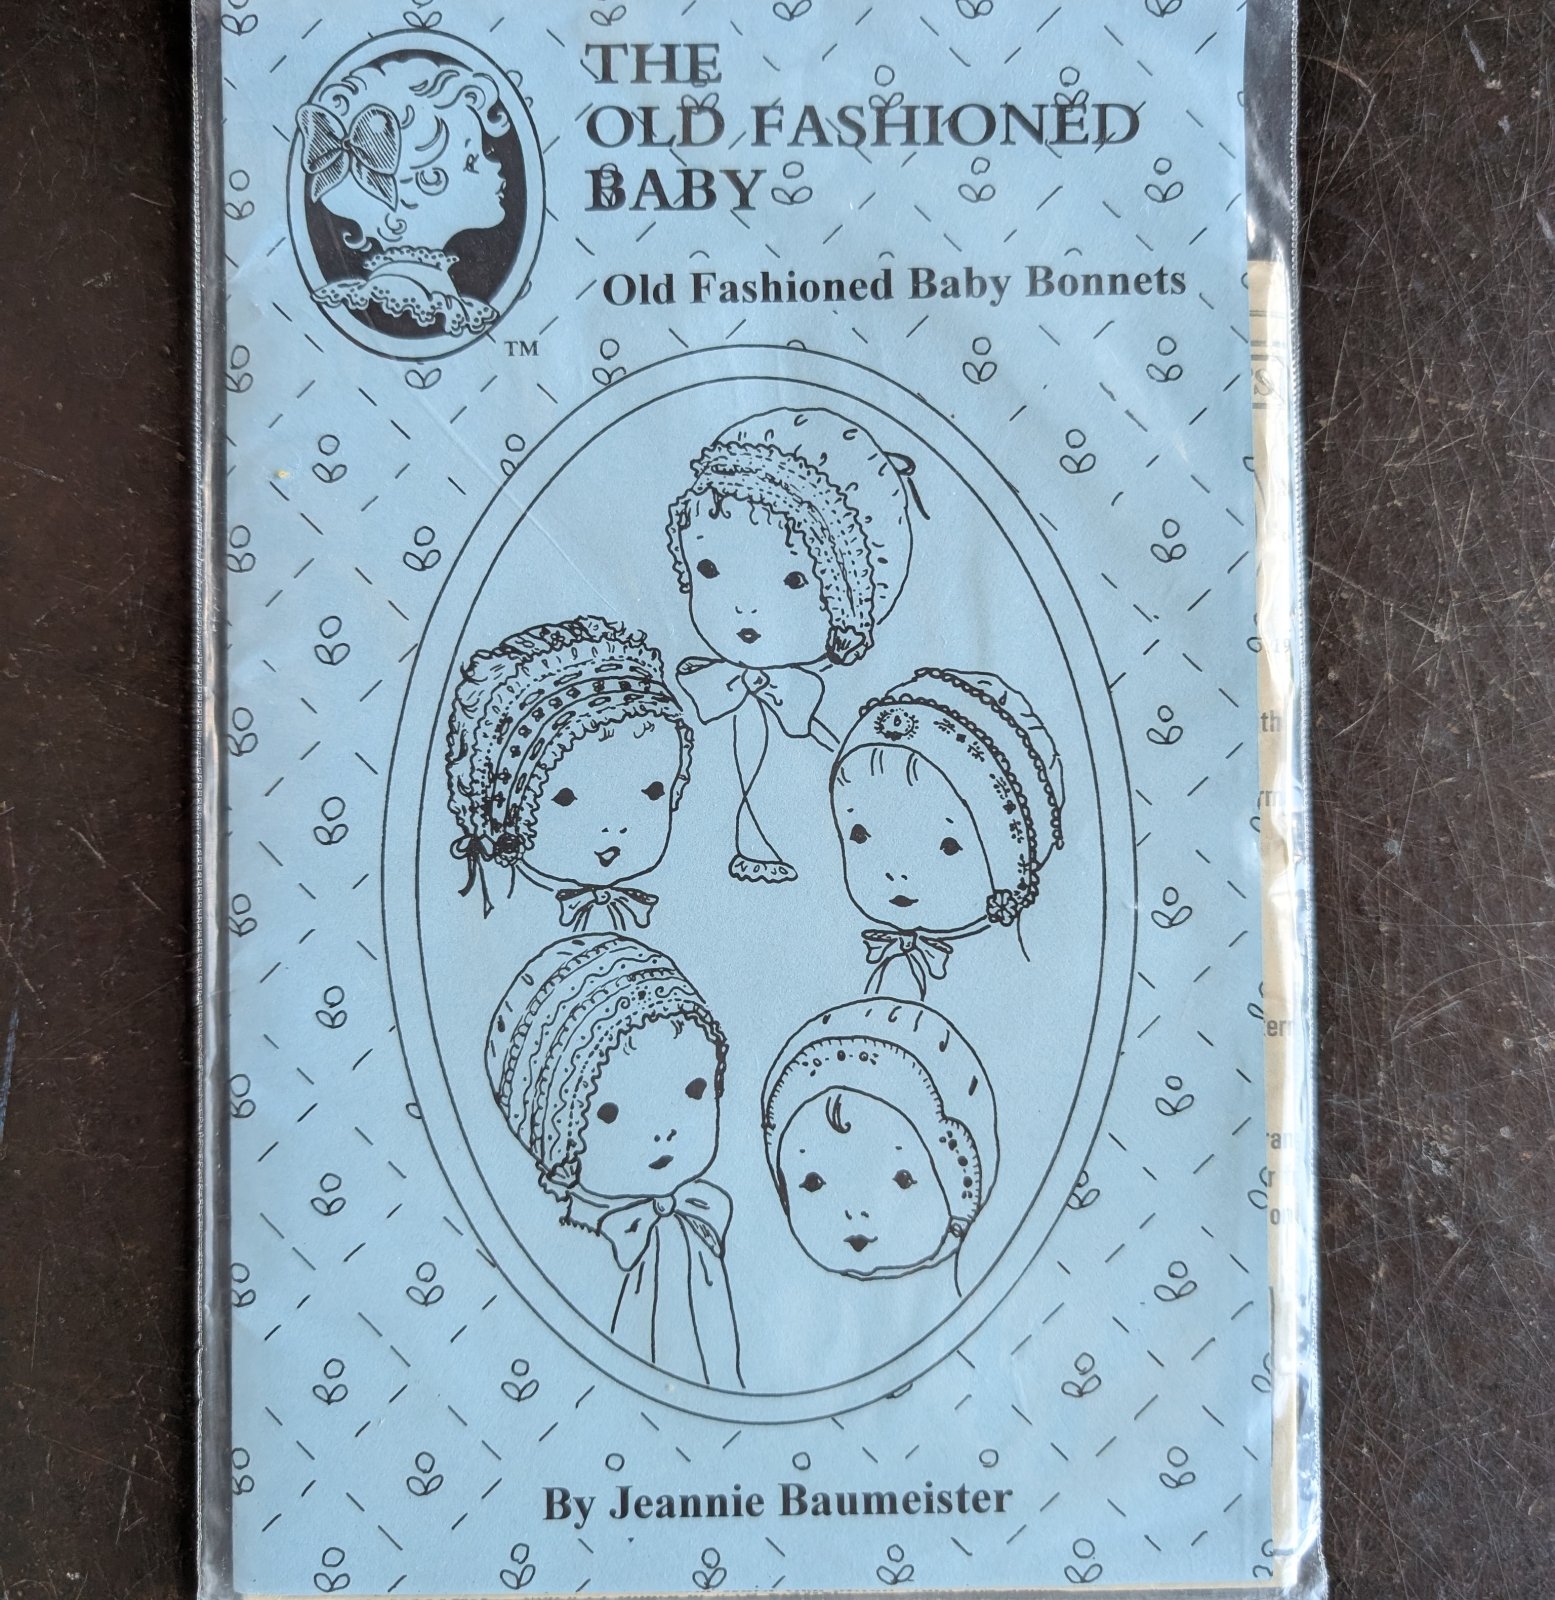 THE
OLD FASHIONED
BABY
Old Fashioned Baby Bonnets
TM
By Jeannie Baumeister